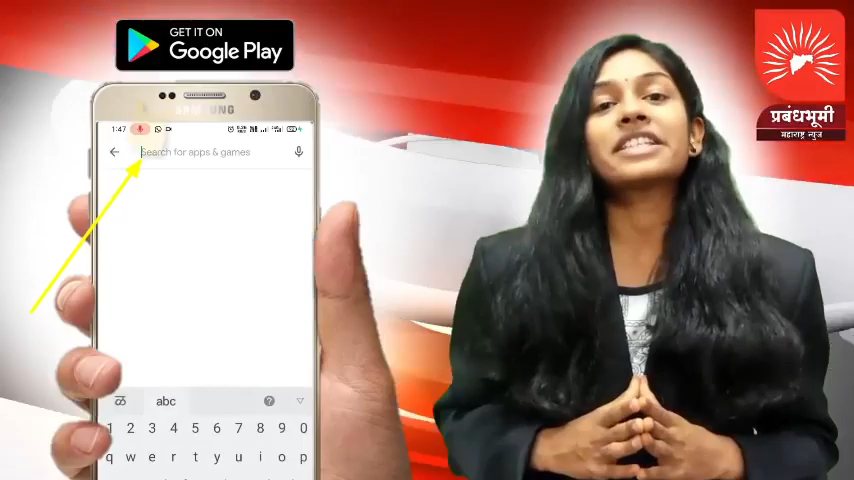 GET IT ON
Google Play
SAMSUNG
1:47
Search for apps & games
प्रबंधभूमी
महाराष्ट्र न्युज
abc
1 2 3 4 5 6 7 8 9 0
q w e r t y u i o p